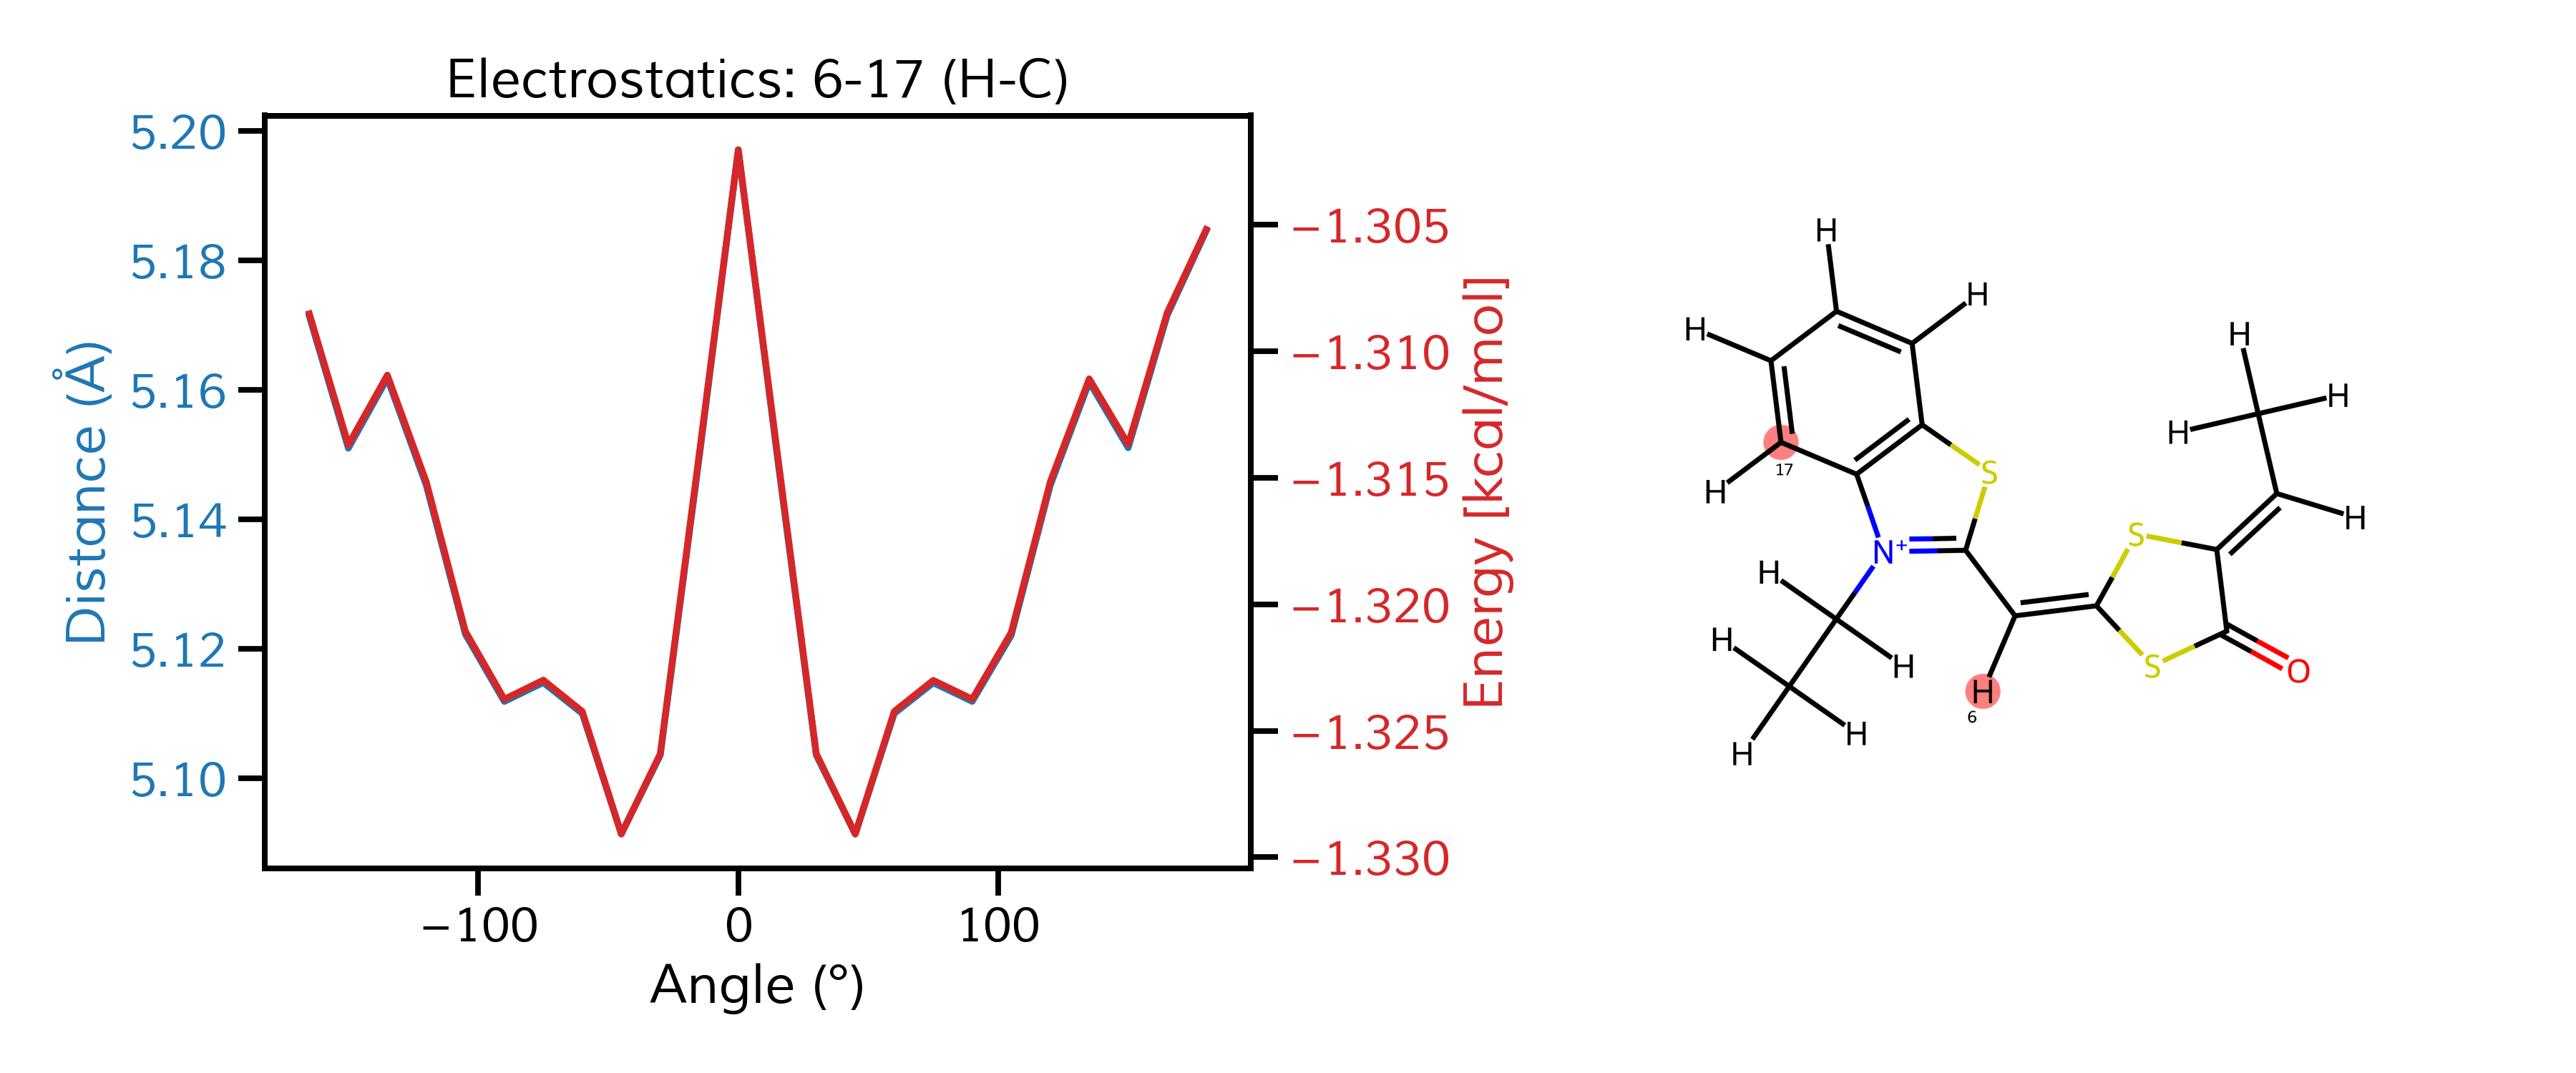 Electrostatics: 6-17 (H-C)
5.20
5.18
5.16
5.14
5.12
5.10
Distance (Å)
−100
0
100
Angle (°)
−1.305
−1.310
−1.315
−1.320
−1.325
−1.330
Energy [kcal/mol]
H
H
H
H
H
H
H
17
S
H
H
S
N⁺
H
H
H
S
O
H
6
H
H